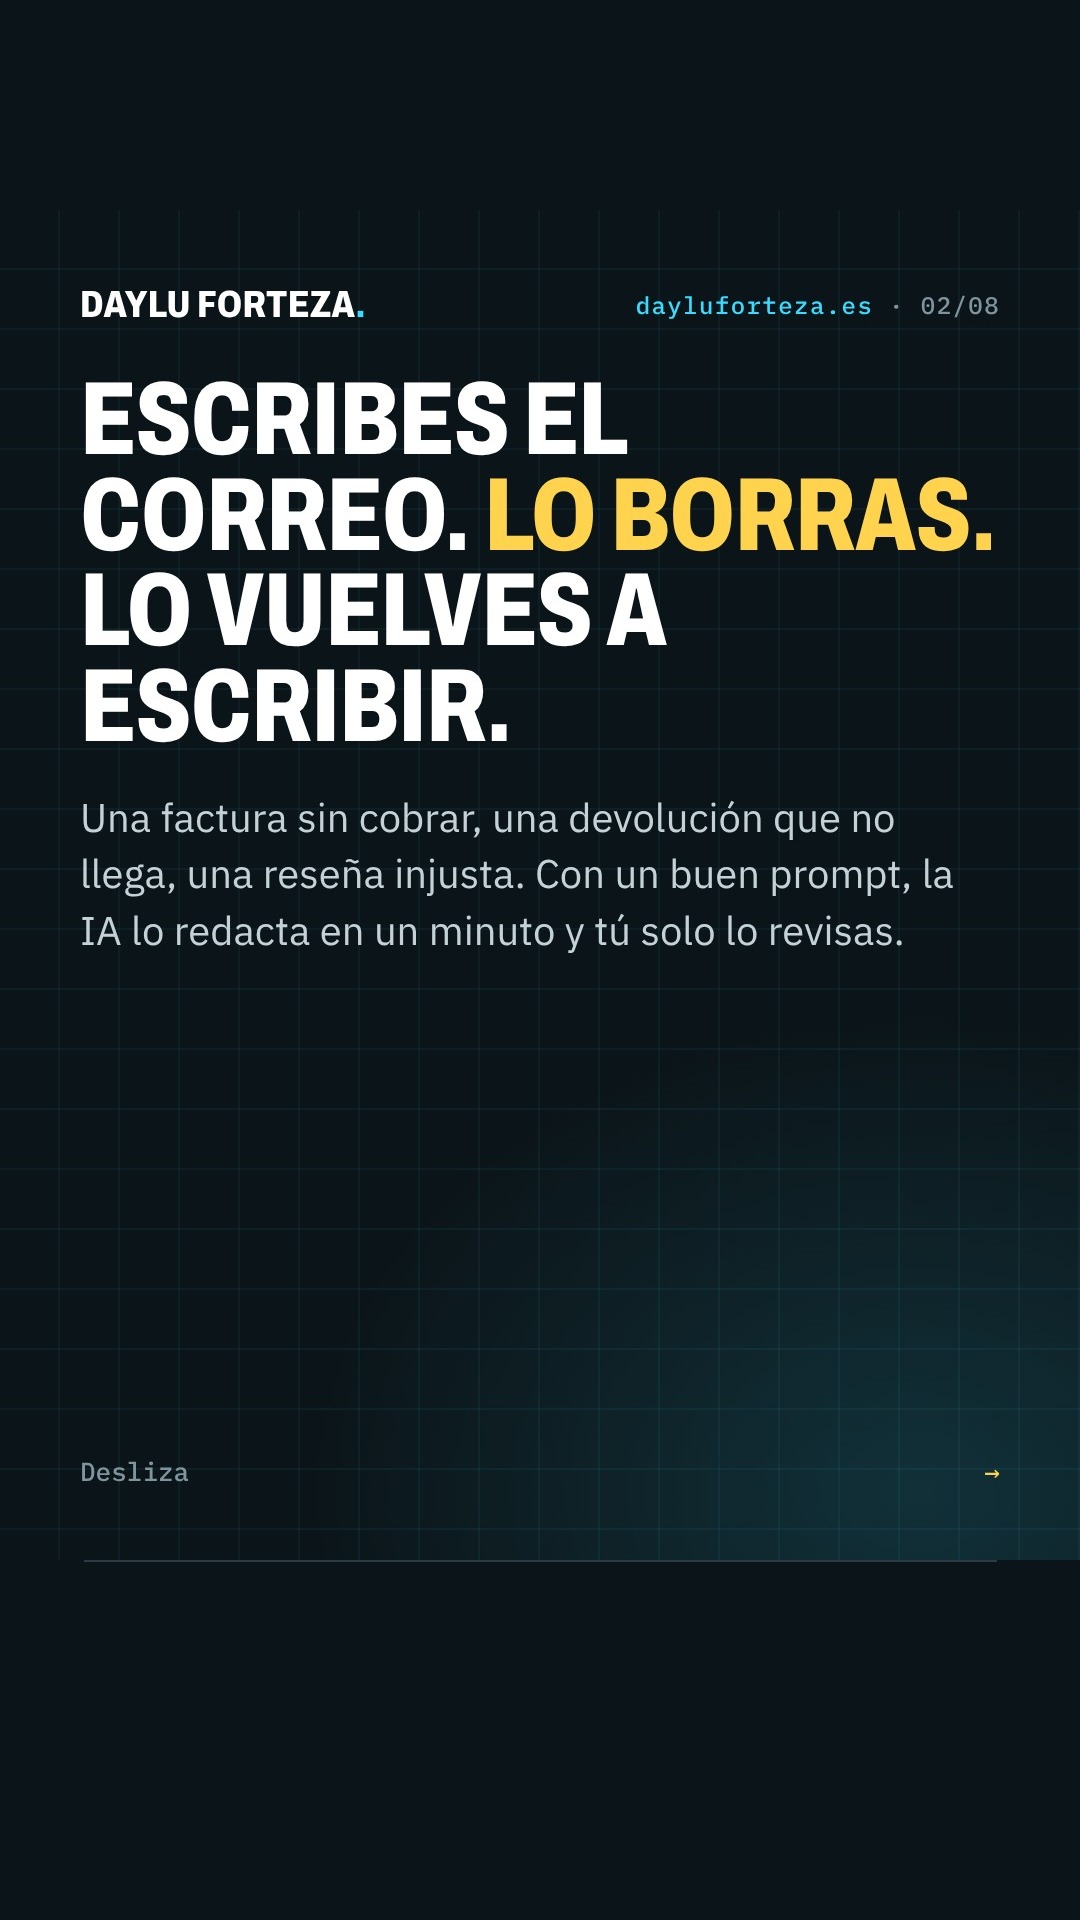 DAYLU FORTEZA.
dayluforteza.es · 02/08
ESCRIBES EL
CORREO. LO BORRAS.
LO VUELVES A
ESCRIBIR.
Una factura sin cobrar, una devolución que no
llega, una reseña injusta. Con un buen prompt, la
IA lo redacta en un minuto y tú solo lo revisas.
Desliza →